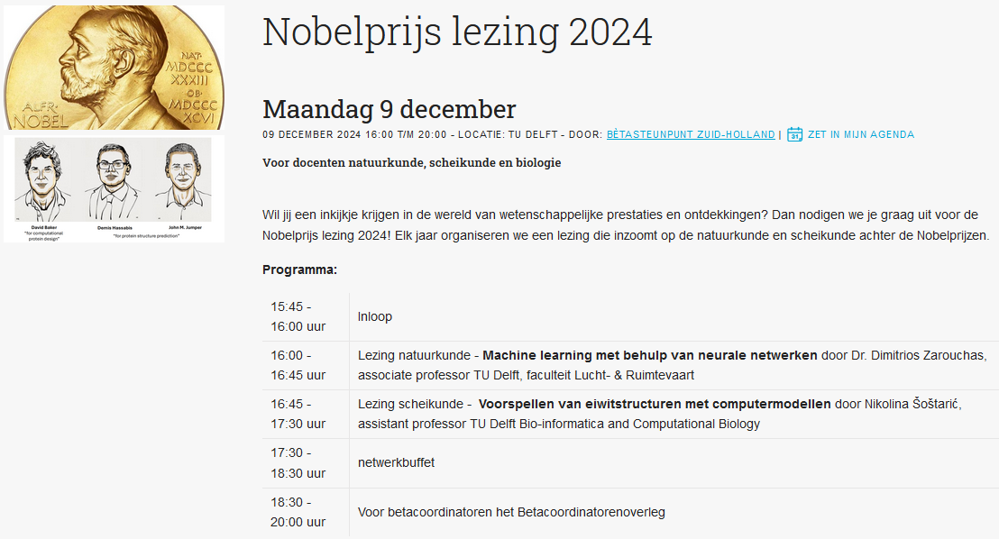 NAT.
MDCCC
XXXIII
OB.
MDCCC
XCVI
ALFR.
NOBEL
David Baker
"for computational
protein design"
Demis Hassabis
John M. Jumper
"for protein structure prediction"
Nobelprijs lezing 2024
Maandag 9 december
09 DECEMBER 2024 16:00 T/M 20:00 - LOCATIE: TU DELFT - DOOR: BÈTASTEUNPUNT ZUID-HOLLAND | 31 ZET IN MIJN AGENDA
Voor docenten natuurkunde, scheikunde en biologie
Wil jij een inkijkje krijgen in de wereld van wetenschappelijke prestaties en ontdekkingen? Dan nodigen we je graag uit voor de
Nobelprijs lezing 2024! Elk jaar organiseren we een lezing die inzoomt op de natuurkunde en scheikunde achter de Nobelprijzen.
Programma:
15:45 -
16:00 uur
Inloop
16:00 -
16:45 uur
Lezing natuurkunde - Machine learning met behulp van neurale netwerken door Dr. Dimitrios Zarouchas,
associate professor TU Delft, faculteit Lucht- & Ruimtevaart
16:45 -
17:30 uur
Lezing scheikunde - Voorspellen van eiwitstructuren met computermodellen door Nikolina Šoštarić,
assistant professor TU Delft Bio-informatica and Computational Biology
17:30 -
18:30 uur
netwerkbuffet
18:30 -
20:00 uur
Voor betacoordinatoren het Betacoordinatorenoverleg